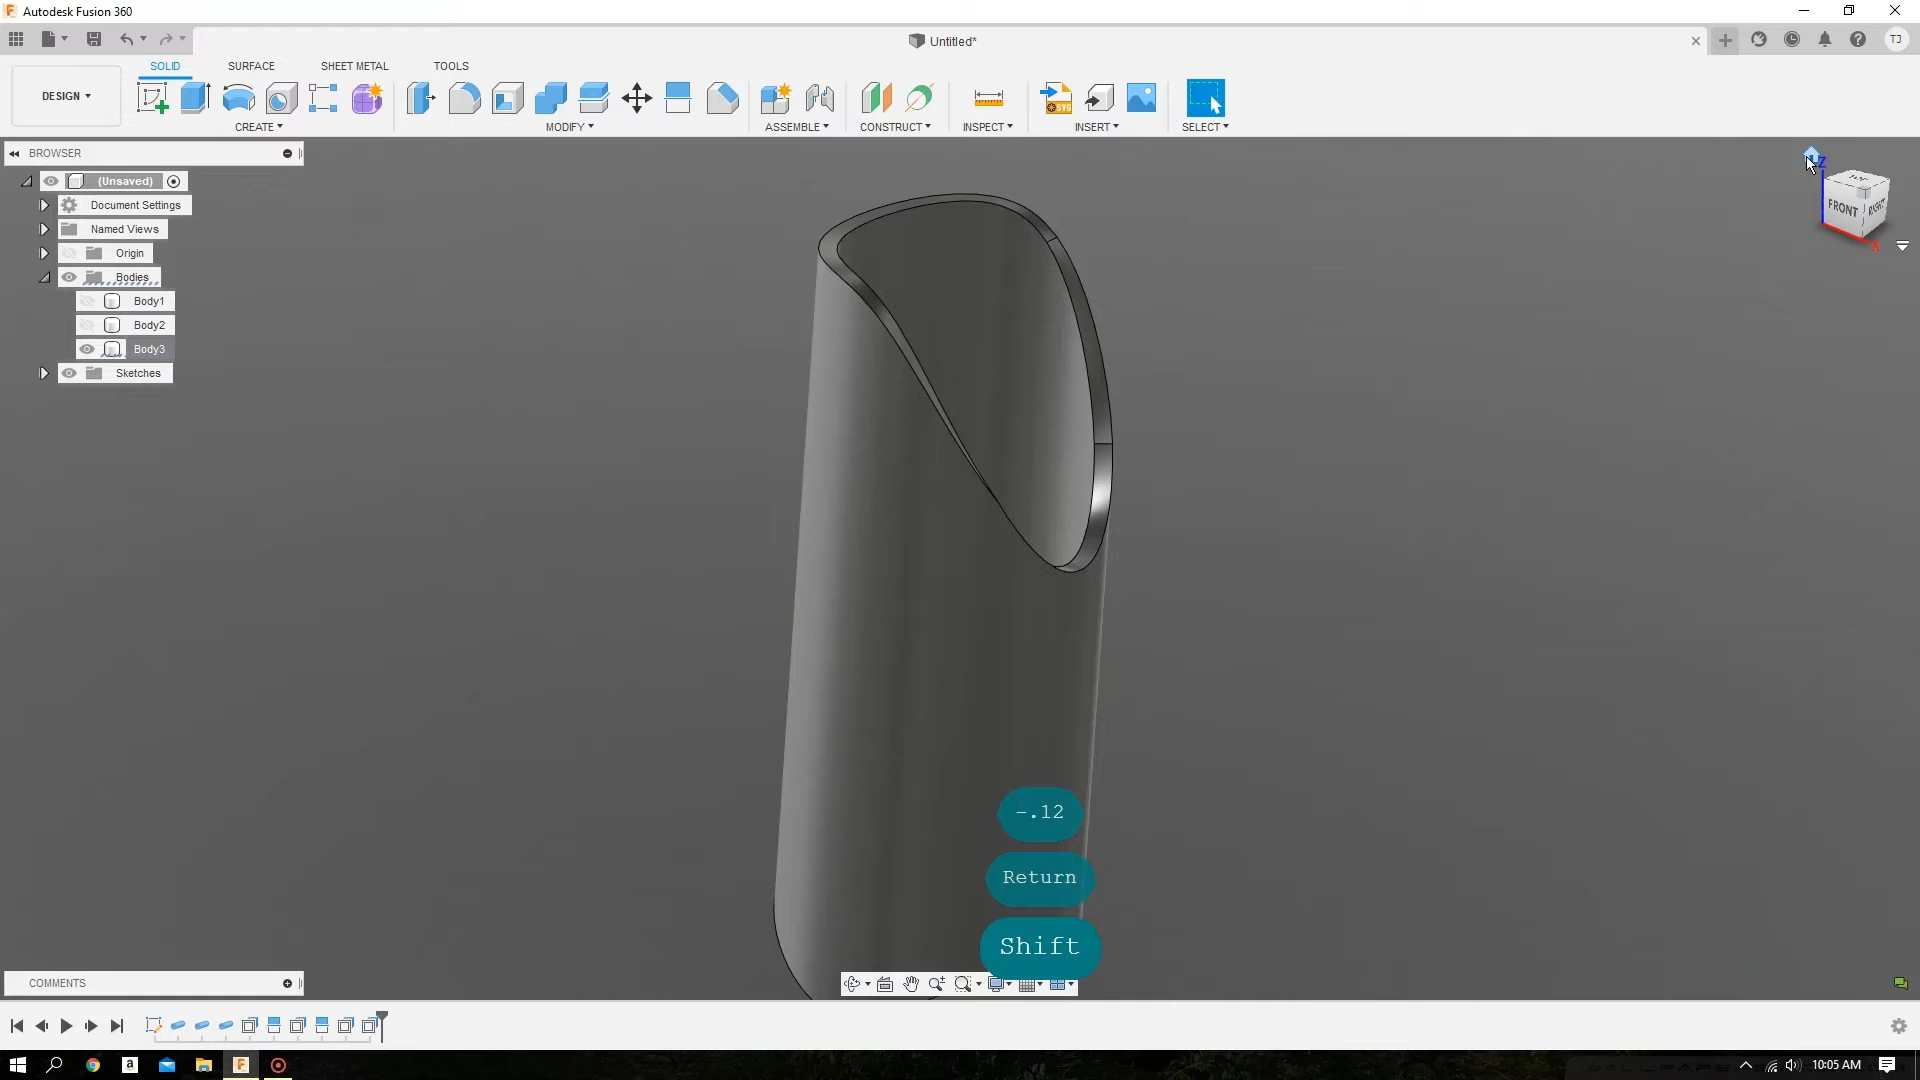 Autodesk Fusion 360
Untitled*
TJ
DESIGN
SOLID
SURFACE
SHEET METAL
TOOLS
CREATE
MODIFY
ASSEMBLE
CONSTRUCT
INSPECT
INSERT
SELECT
BROWSER
(Unsaved)
Document Settings
Named Views
Origin
Bodies
Body1
Body2
Body3
Sketches
Z
TOP
FRONT
RIGHT
X
-.12
Return
Shift
COMMENTS
10:05 AM